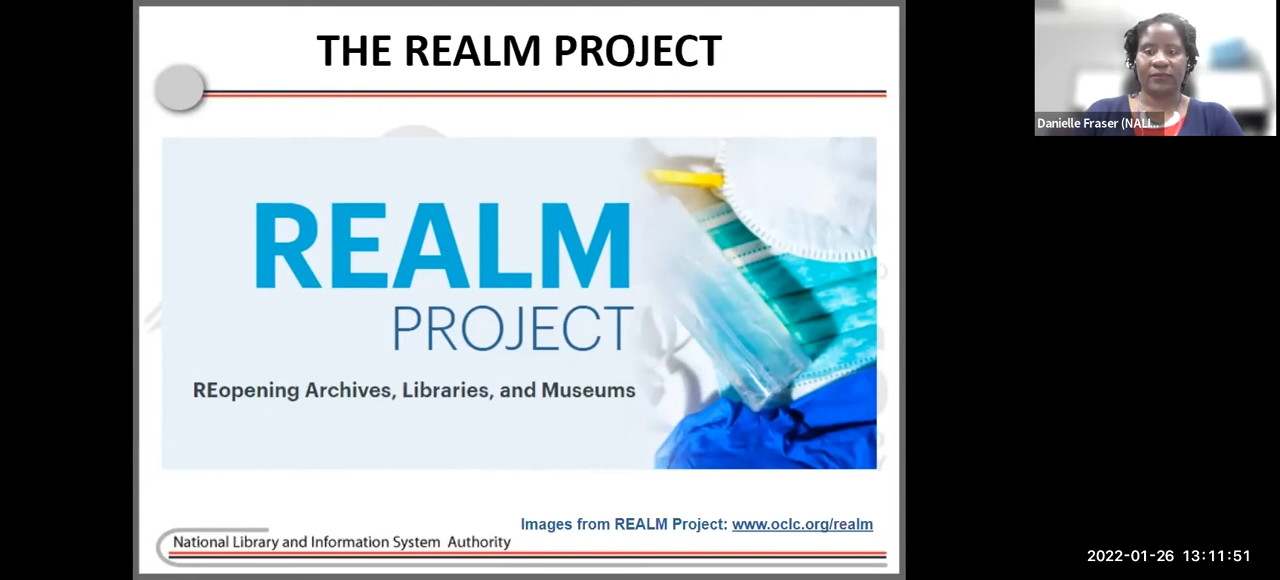 THE REALM PROJECT
REALM
PROJECT
REopening Archives, Libraries, and Museums
Images from REALM Project: www.oclc.org/realm
National Library and Information System Authority
Danielle Fraser (NALI...
2022-01-26 13:11:51